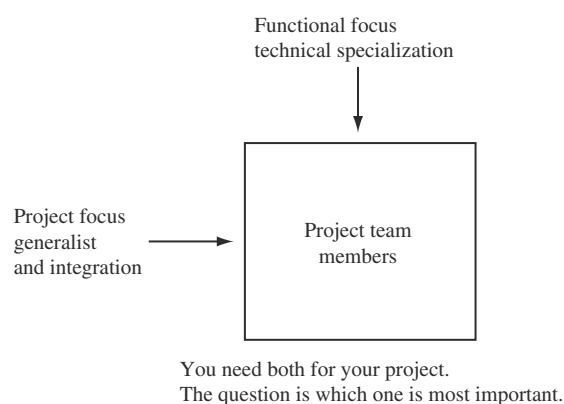 Functional focus
technical specialization
Project focus
generalist
and integration
Project team
members
You need both for your project.
The question is which one is most important.